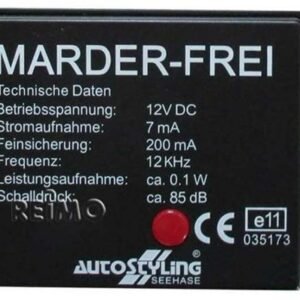 MARDER-FREI
Technische Daten
Betriebsspannung: 12V DC
Stromaufnahme: 7 mA
Feinsicherung: 200 mA
Frequenz: 12 KHz
Leistungsaufnahme: ca. 0.1 W
Schalldruck: ca. 85 dB
REIMO
CE e11
035173
AUTOSTYLING
SEEHASE